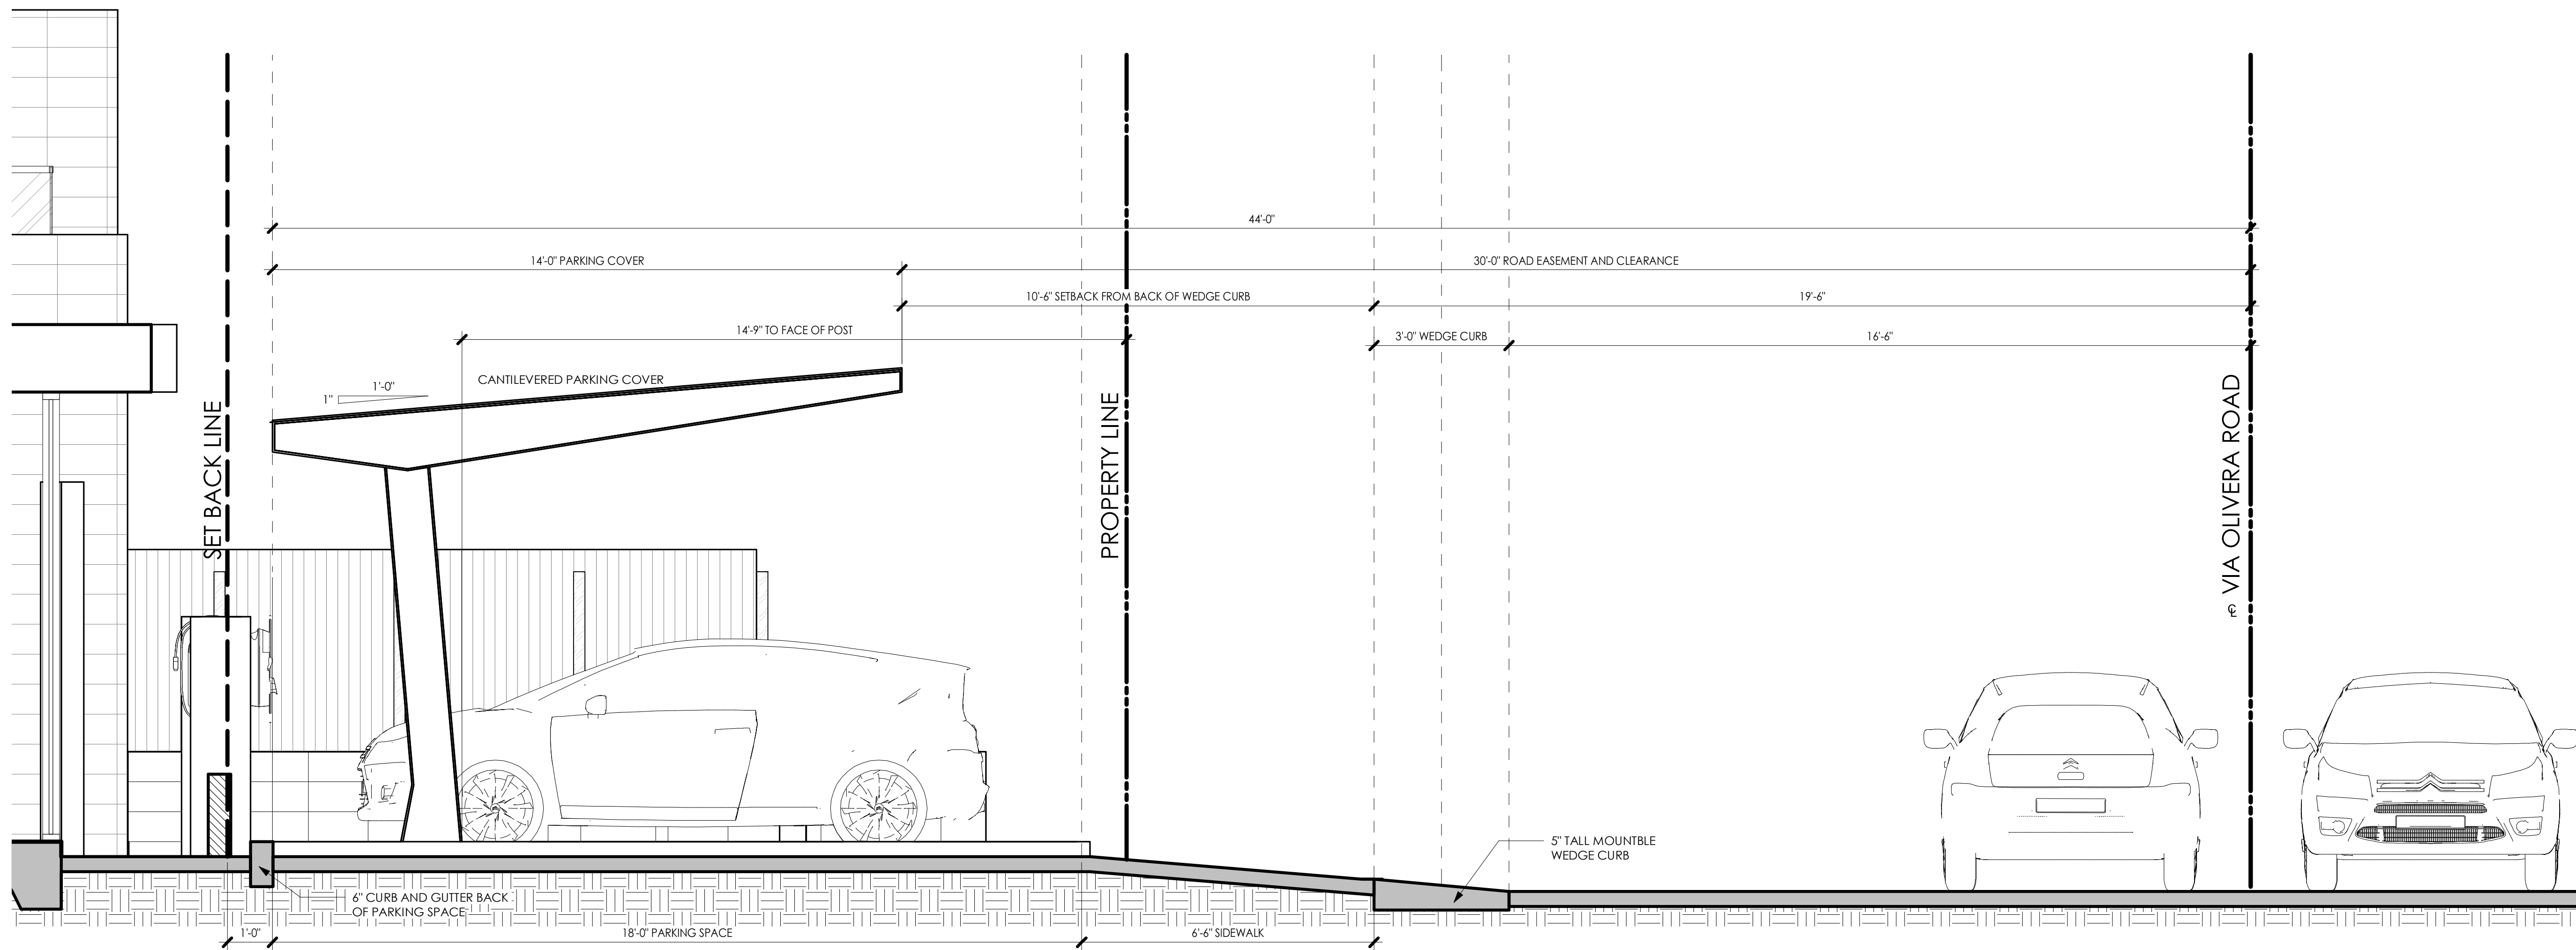 44'-0"
14'-0" PARKING COVER
30'-0" ROAD EASEMENT AND CLEARANCE
10'-6" SETBACK FROM BACK OF WEDGE CURB
19'-6"
14'-9" TO FACE OF POST
3'-0" WEDGE CURB
16'-6"
CANTILEVERED PARKING COVER
1'-0"
1"
SET BACK LINE
PROPERTY LINE
℄ VIA OLIVERA ROAD
5" TALL MOUNTBLE
WEDGE CURB
6" CURB AND GUTTER BACK
OF PARKING SPACE
1'-0"
18'-0" PARKING SPACE
6'-6" SIDEWALK